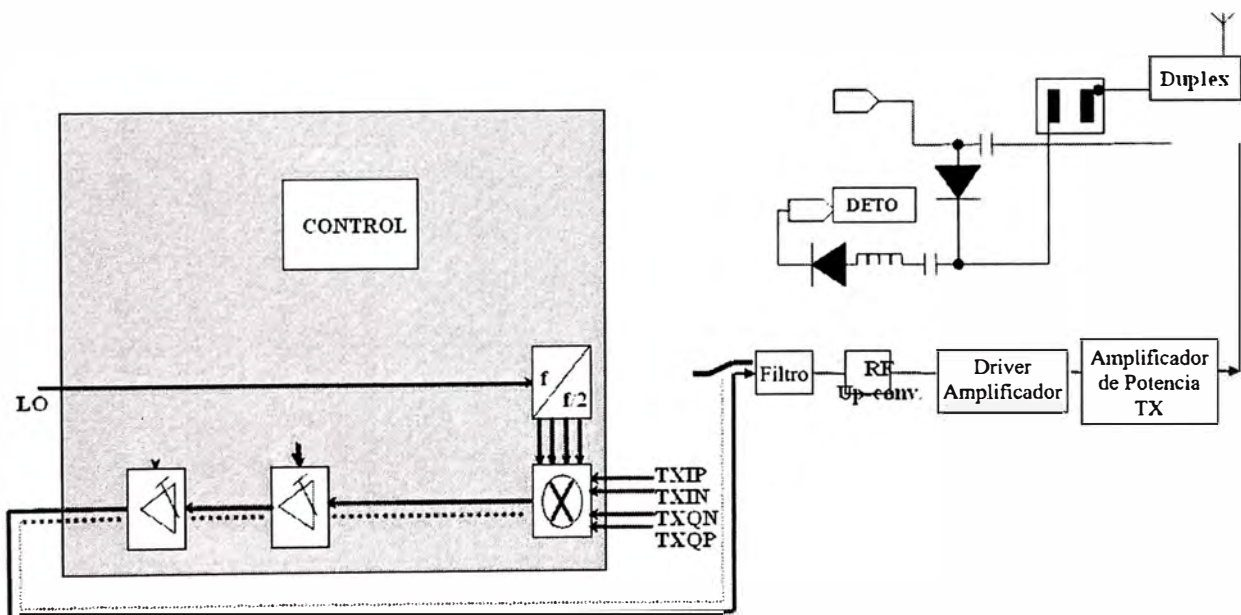 Duplex
DETO
CONTROL
f
f/2
LO
TXIP
TXIN
TXQN
TXQP
Filtro
RF
Up-conv.
Driver
Amplificador
Amplificador
de Potencia
TX